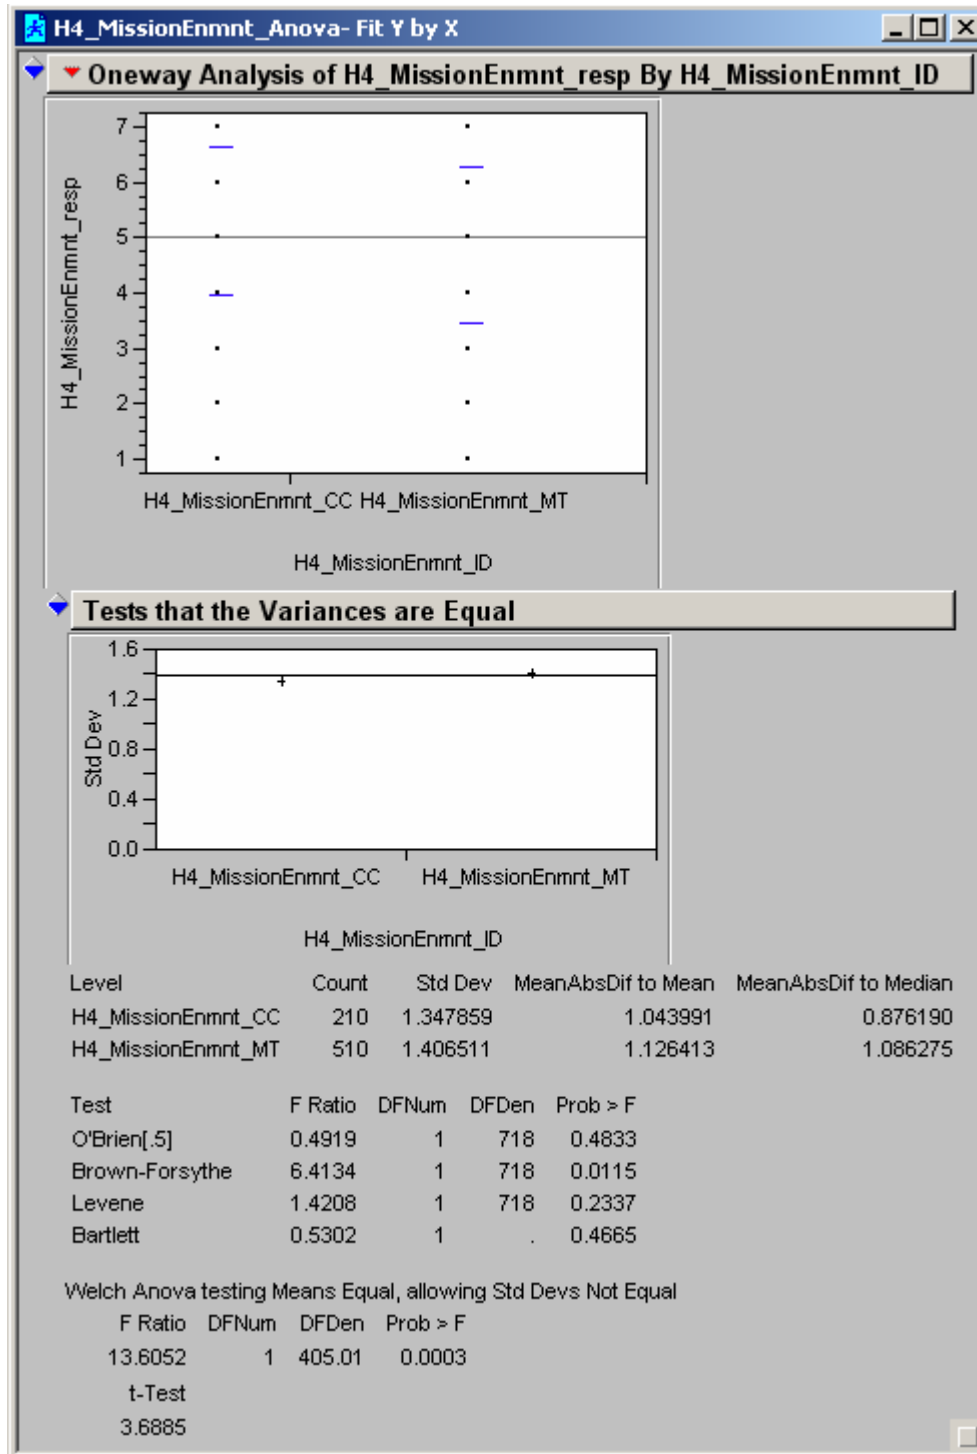 H4_MissionEnmnt_Anova- Fit Y by X
Oneway Analysis of H4_MissionEnmnt_resp By H4_MissionEnmnt_ID
H4_MissionEnmnt_resp
7
6
5
4
3
2
1
H4_MissionEnmnt_CC H4_MissionEnmnt_MT
H4_MissionEnmnt_ID
Tests that the Variances are Equal
Std Dev
1.6
1.2
0.8
0.4
0.0
H4_MissionEnmnt_CC H4_MissionEnmnt_MT
H4_MissionEnmnt_ID
Level Count Std Dev MeanAbsDif to Mean MeanAbsDif to Median
H4_MissionEnmnt_CC 210 1.347859 1.043991 0.876190
H4_MissionEnmnt_MT 510 1.406511 1.126413 1.086275
Test F Ratio DFNum DFDen Prob > F
O'Brien[.5] 0.4919 1 718 0.4833
Brown-Forsythe 6.4134 1 718 0.0115
Levene 1.4208 1 718 0.2337
Bartlett 0.5302 1 . 0.4665
Welch Anova testing Means Equal, allowing Std Devs Not Equal
F Ratio DFNum DFDen Prob > F
13.6052 1 405.01 0.0003
t-Test
3.6885